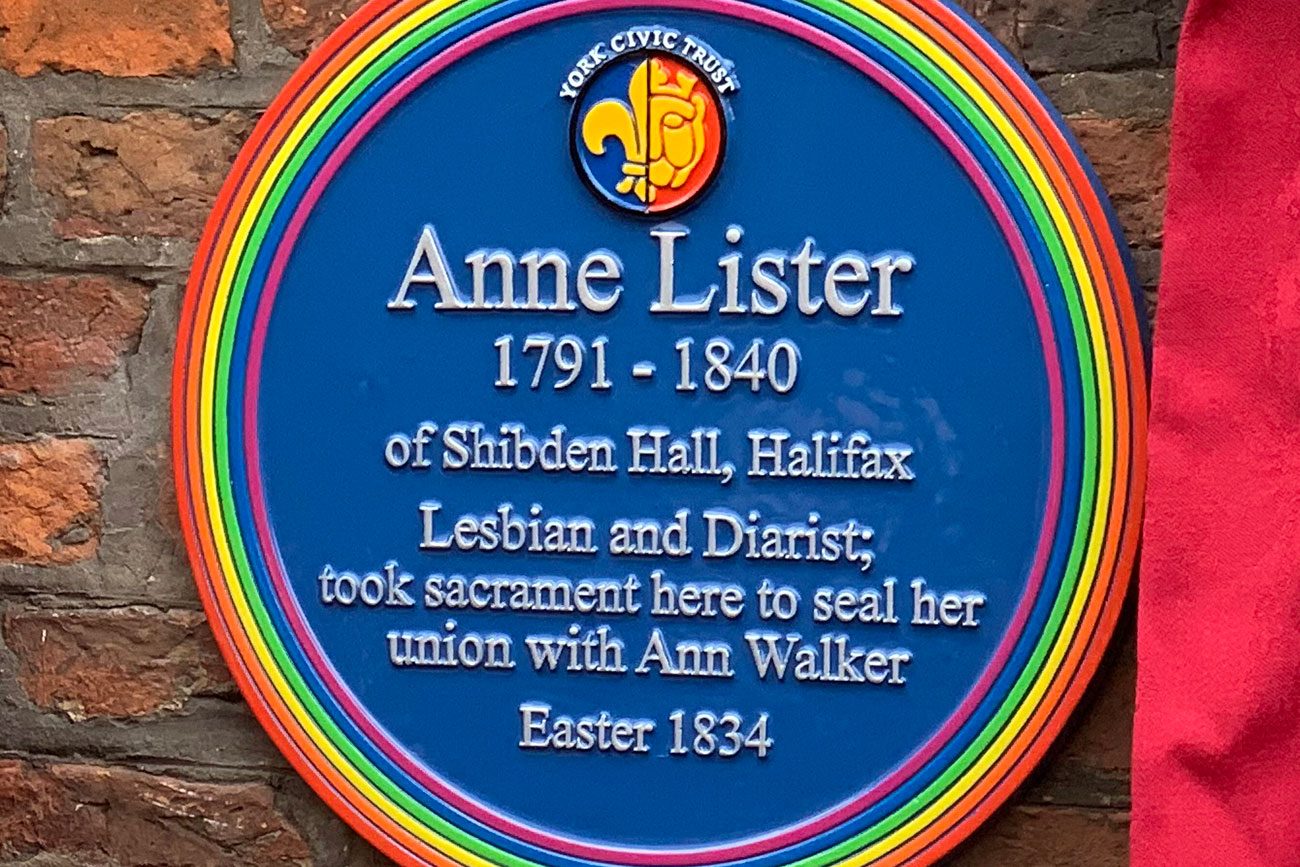 YORK CIVIC TRUST
Anne Lister
1791 - 1840
of Shibden Hall, Halifax
Lesbian and Diarist;
took sacrament here to seal her
union with Ann Walker
Easter 1834